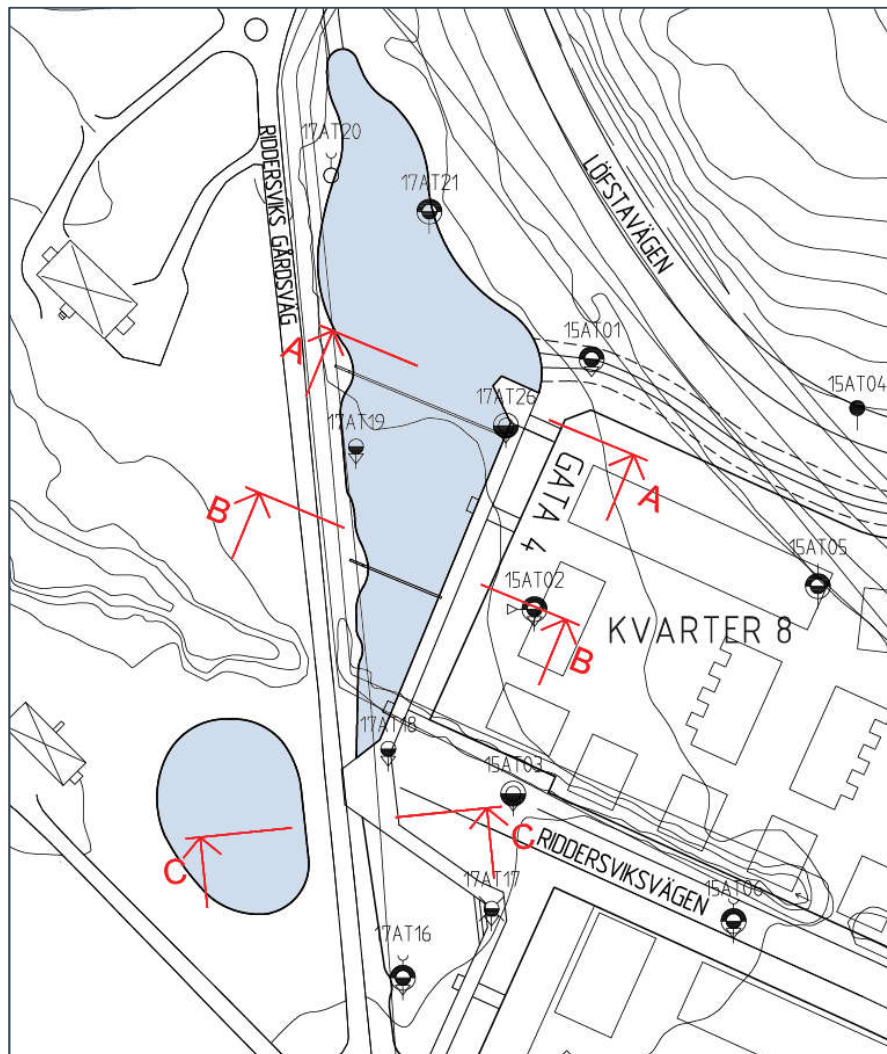 17AT20
RIDDERSVIKS GÅRDSVÄG
17AT21
LÖFSTAVÄGEN
15AT01
A
15AT04
17AT26
17AT19
A
GATA 4
B
15AT05
15AT02
KVARTER 8
B
17AT18
15AT03
C
RIDDERSVIKSVÄGEN
C
17AT17
15AT06
17AT16